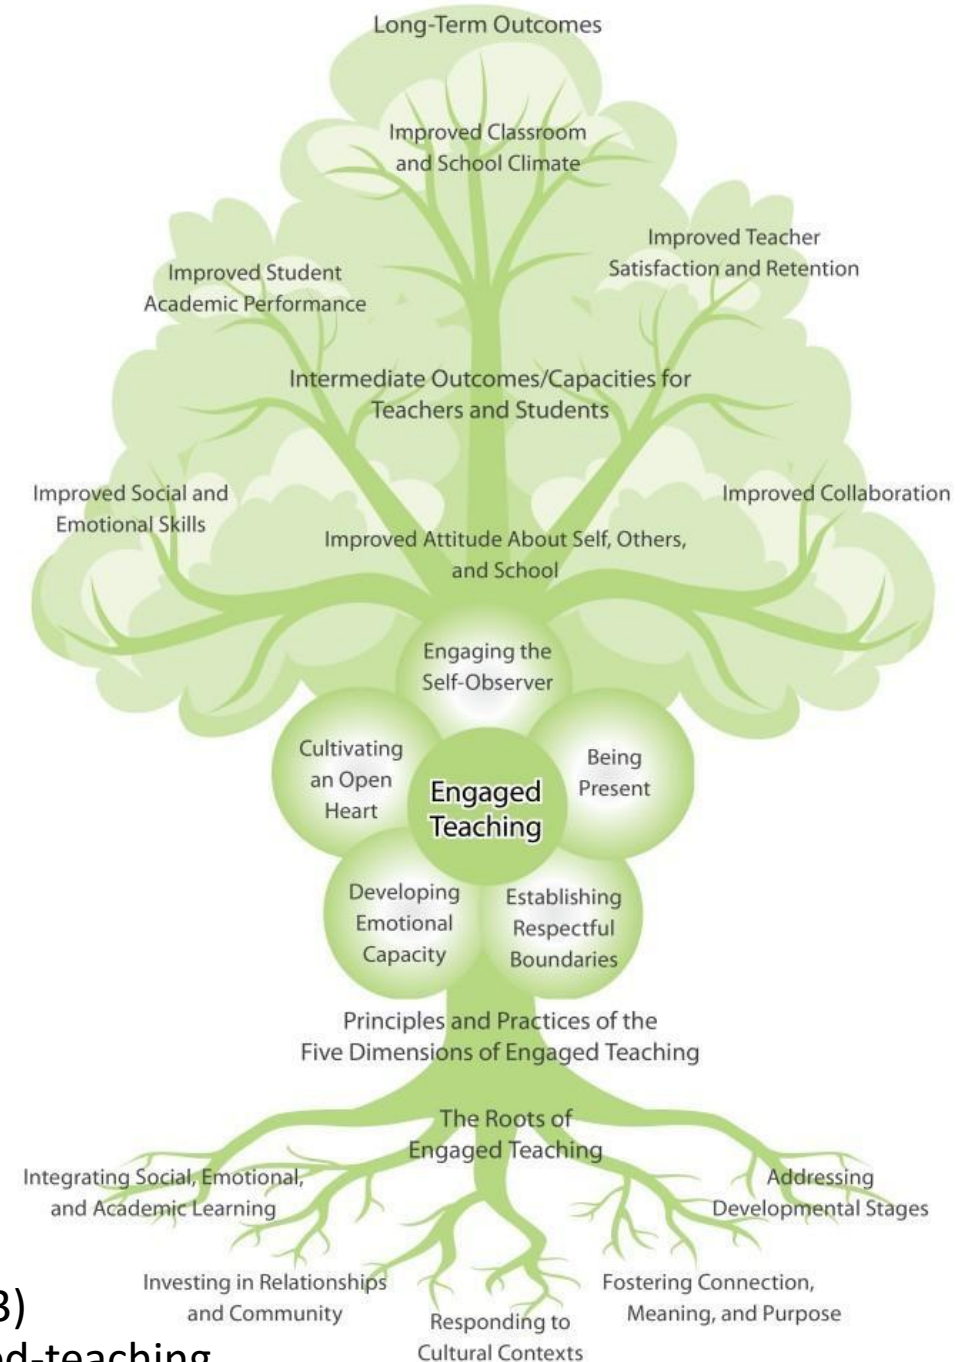 Long-Term Outcomes
Improved Classroom
and School Climate
Improved Teacher
Satisfaction and Retention
Improved Student
Academic Performance
Intermediate Outcomes/Capacities for
Teachers and Students
Improved Social and
Emotional Skills
Improved Collaboration
Improved Attitude About Self, Others,
and School
Engaging the
Self-Observer
Cultivating
an Open
Heart
Being
Present
Engaged
Teaching
Developing
Emotional
Capacity
Establishing
Respectful
Boundaries
Principles and Practices of the
Five Dimensions of Engaged Teaching
The Roots of
Engaged Teaching
Integrating Social, Emotional,
and Academic Learning
Addressing
Developmental Stages
Investing in Relationships
and Community
Fostering Connection,
Meaning, and Purpose
Responding to
Cultural Contexts
3)
ed-teaching